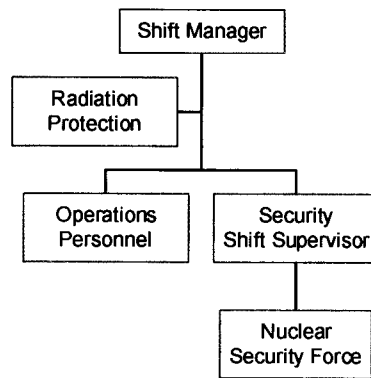 Shift Manager
Radiation
Protection
Operations
Personnel
Security
Shift Supervisor
Nuclear
Security Force